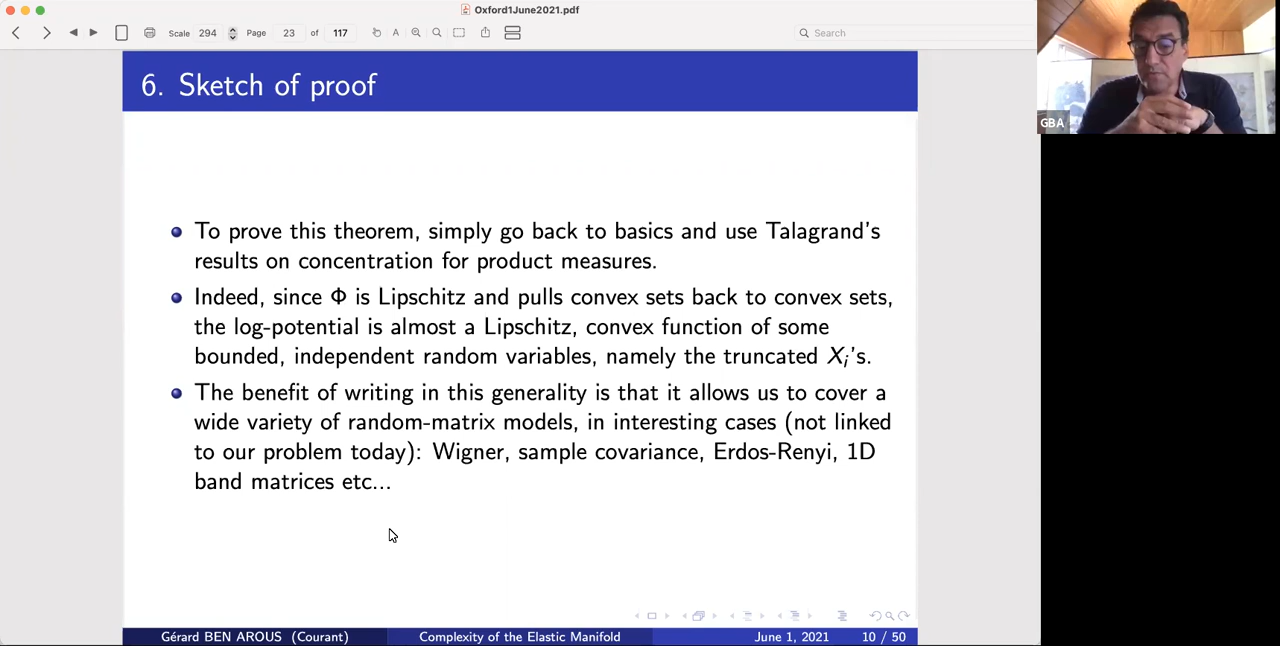 Oxford1June2021.pdf
Scale 294 Page 23 of 117
A
Search
6. Sketch of proof
GBA
To prove this theorem, simply go back to basics and use Talagrand's
results on concentration for product measures.
Indeed, since Φ is Lipschitz and pulls convex sets back to convex sets,
the log-potential is almost a Lipschitz, convex function of some
bounded, independent random variables, namely the truncated Xi's.
The benefit of writing in this generality is that it allows us to cover a
wide variety of random-matrix models, in interesting cases (not linked
to our problem today): Wigner, sample covariance, Erdos-Renyi, 1D
band matrices etc...
Gérard BEN AROUS (Courant) Complexity of the Elastic Manifold June 1, 2021 10 / 50